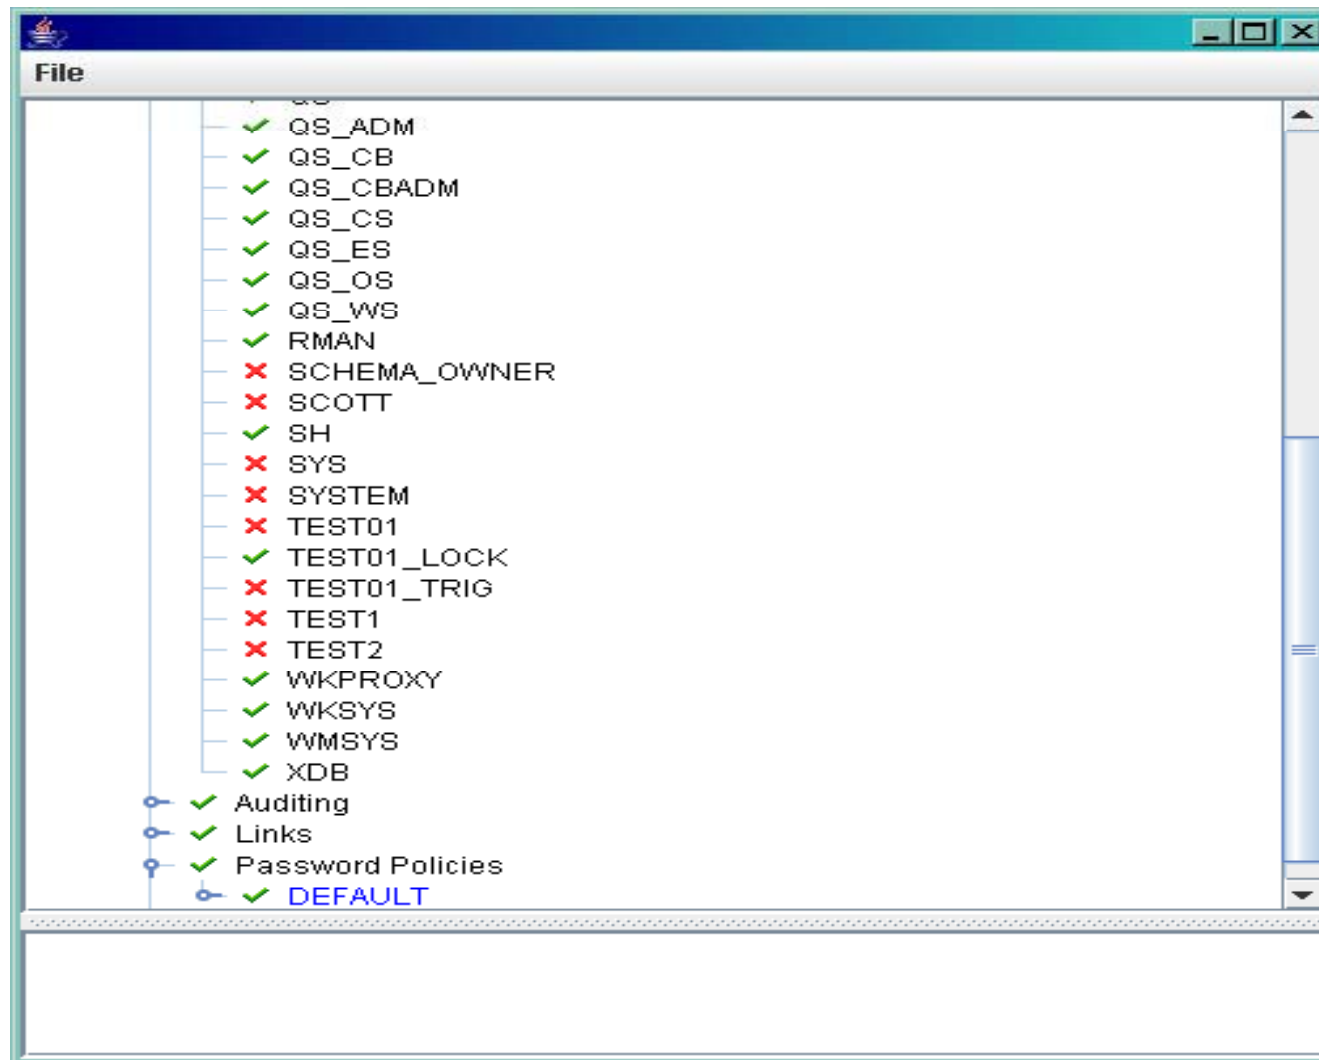 File
QS_ADM
QS_CB
QS_CBADM
QS_CS
QS_ES
QS_OS
QS_WS
RMAN
SCHEMA_OWNER
SCOTT
SH
SYS
SYSTEM
TEST01
TEST01_LOCK
TEST01_TRIG
TEST1
TEST2
WKPROXY
WKSYS
WMSYS
XDB
Auditing
Links
Password Policies
DEFAULT